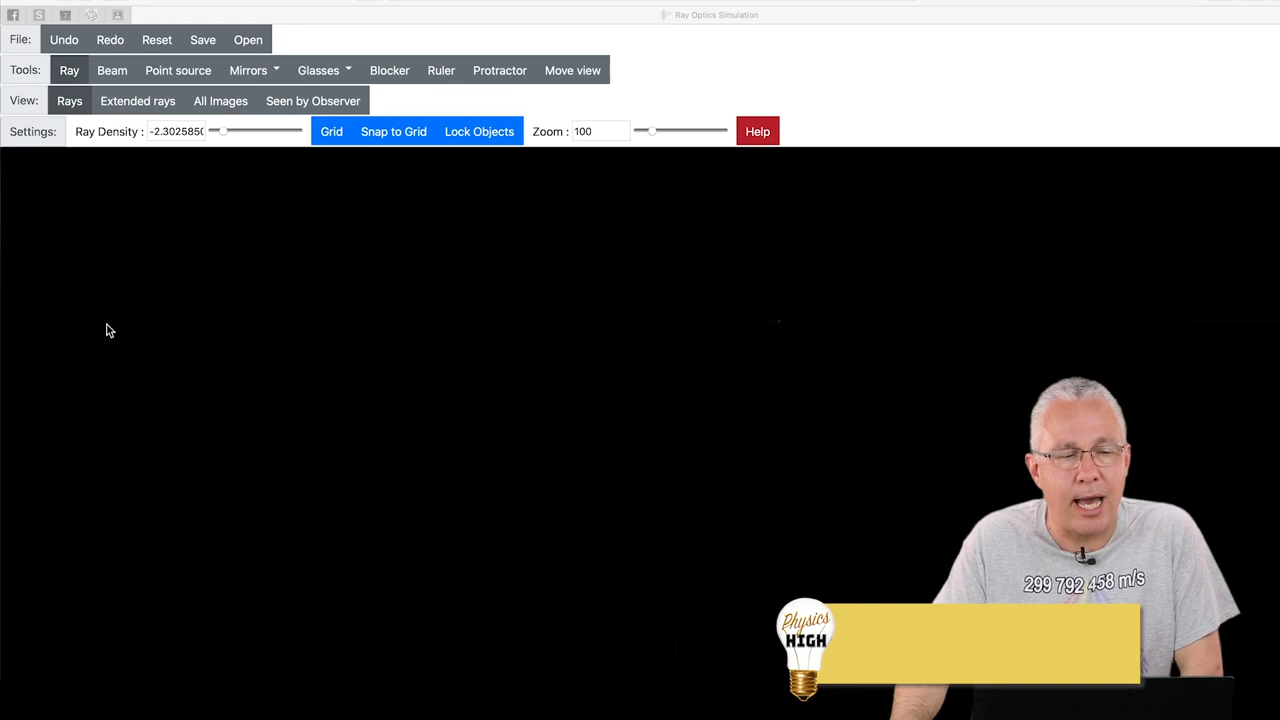 Ray Optics Simulation
File: Undo Redo Reset Save Open
Tools: Ray Beam Point source Mirrors Glasses Blocker Ruler Protractor Move view
View: Rays Extended rays All Images Seen by Observer
Settings: Ray Density : -2.3025850 Grid Snap to Grid Lock Objects Zoom : 100 Help
299 792 458 m/s
Physics
HIGH